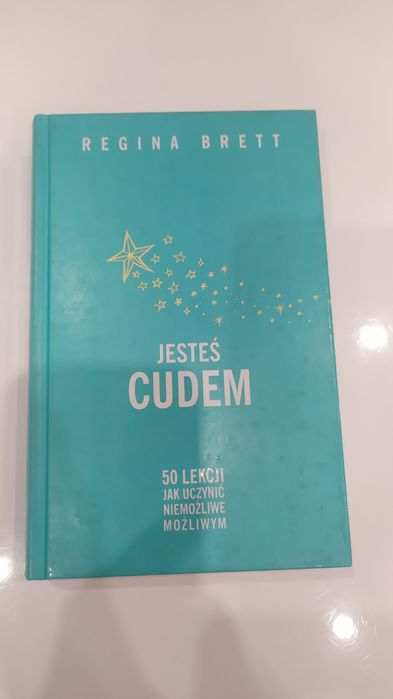 REGINA BRETT
JESTEŚ
CUDEM
50 LEKCJI
JAK UCZYNIĆ
NIEMOŻLIWE
MOŻLIWYM